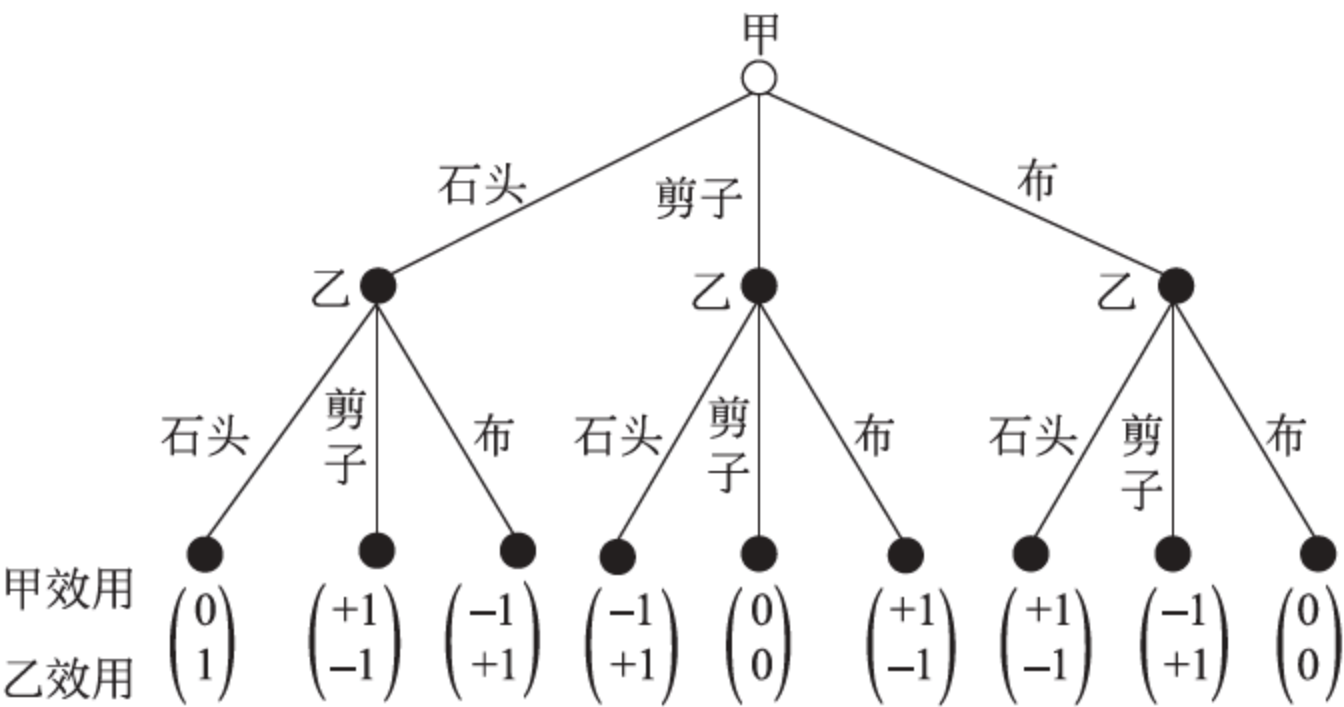 甲
石头 剪子 布
乙 乙 乙
石头 剪子 布 石头 剪子 布 石头 剪子 布
甲效用 0 +1 −1 −1 0 +1 +1 −1 0
乙效用 1 −1 +1 +1 0 −1 −1 +1 0